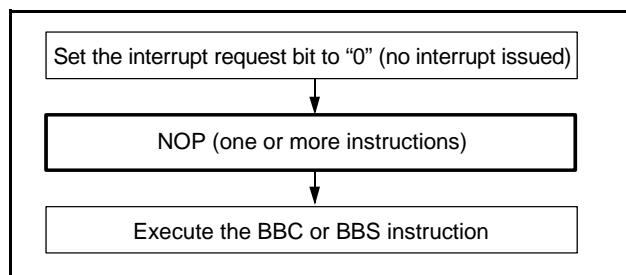 Set the interrupt request bit to “0” (no interrupt issued)
NOP (one or more instructions)
Execute the BBC or BBS instruction